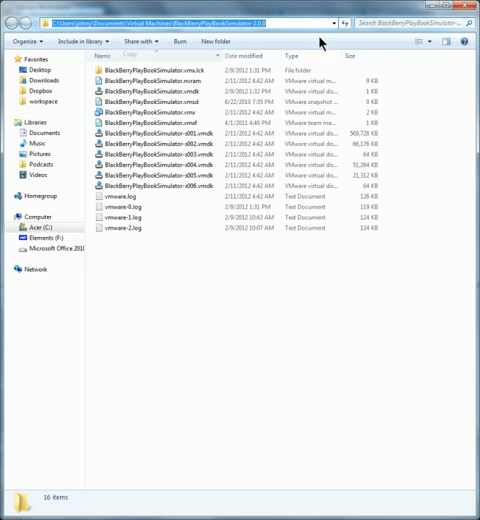 C:\Users\johny\Documents\Virtual Machines\BlackBerryPlayBookSimulator-2.0.0
Search BlackBerryPlayBookSimulator-...
Organize Include in library Share with Burn New folder
Copy
Name Date modified Type Size
Favorites
Desktop
Downloads
Dropbox
workspace
Libraries
Documents
Music
Pictures
Podcasts
Videos
Homegroup
Computer
Acer (C:)
Elements (F:)
Microsoft Office 2010
Network
BlackBerryPlayBookSimulator.vmx.lck 2/9/2012 1:31 PM File folder
BlackBerryPlayBookSimulator.nvram 2/11/2012 4:42 AM VMware virtual m... 9 KB
BlackBerryPlayBookSimulator.vmdk 2/9/2012 1:32 PM VMware virtual dis... 1 KB
BlackBerryPlayBookSimulator.vmsd 6/22/2010 7:35 PM VMware snapshot ... 0 KB
BlackBerryPlayBookSimulator.vmx 2/11/2012 4:42 AM VMware virtual m... 2 KB
BlackBerryPlayBookSimulator.vmxf 4/1/2011 4:40 PM VMware team me... 1 KB
BlackBerryPlayBookSimulator-s001.vmdk 2/11/2012 4:42 AM VMware virtual dis... 569,728 KB
BlackBerryPlayBookSimulator-s002.vmdk 2/11/2012 4:42 AM VMware virtual dis... 66,176 KB
BlackBerryPlayBookSimulator-s003.vmdk 2/11/2012 4:42 AM VMware virtual dis... 64 KB
BlackBerryPlayBookSimulator-s004.vmdk 2/11/2012 4:42 AM VMware virtual dis... 51,264 KB
BlackBerryPlayBookSimulator-s005.vmdk 2/11/2012 4:42 AM VMware virtual dis... 21,312 KB
BlackBerryPlayBookSimulator-s006.vmdk 2/11/2012 4:42 AM VMware virtual dis... 64 KB
vmware.log 2/11/2012 4:42 AM Text Document 126 KB
vmware-0.log 2/9/2012 1:31 PM Text Document 119 KB
vmware-1.log 2/9/2012 10:43 AM Text Document 124 KB
vmware-2.log 2/9/2012 10:07 AM Text Document 124 KB
16 items